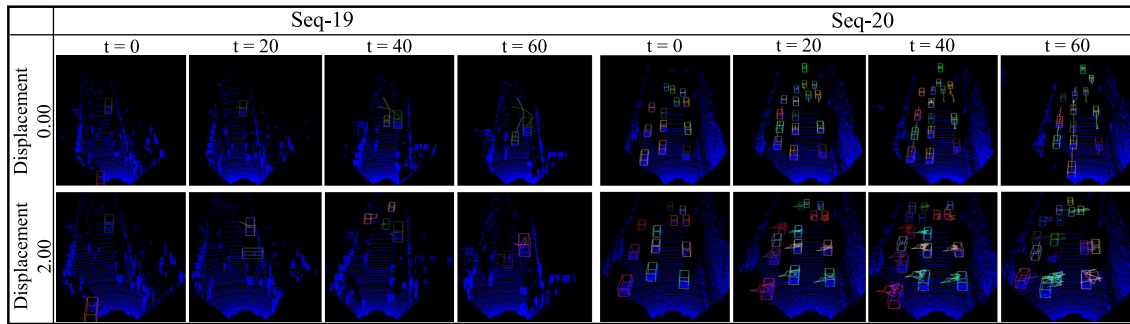 Seq-19 Seq-20
t = 0 t = 20 t = 40 t = 60 t = 0 t = 20 t = 40 t = 60
Displacement
0.00
Displacement
2.00